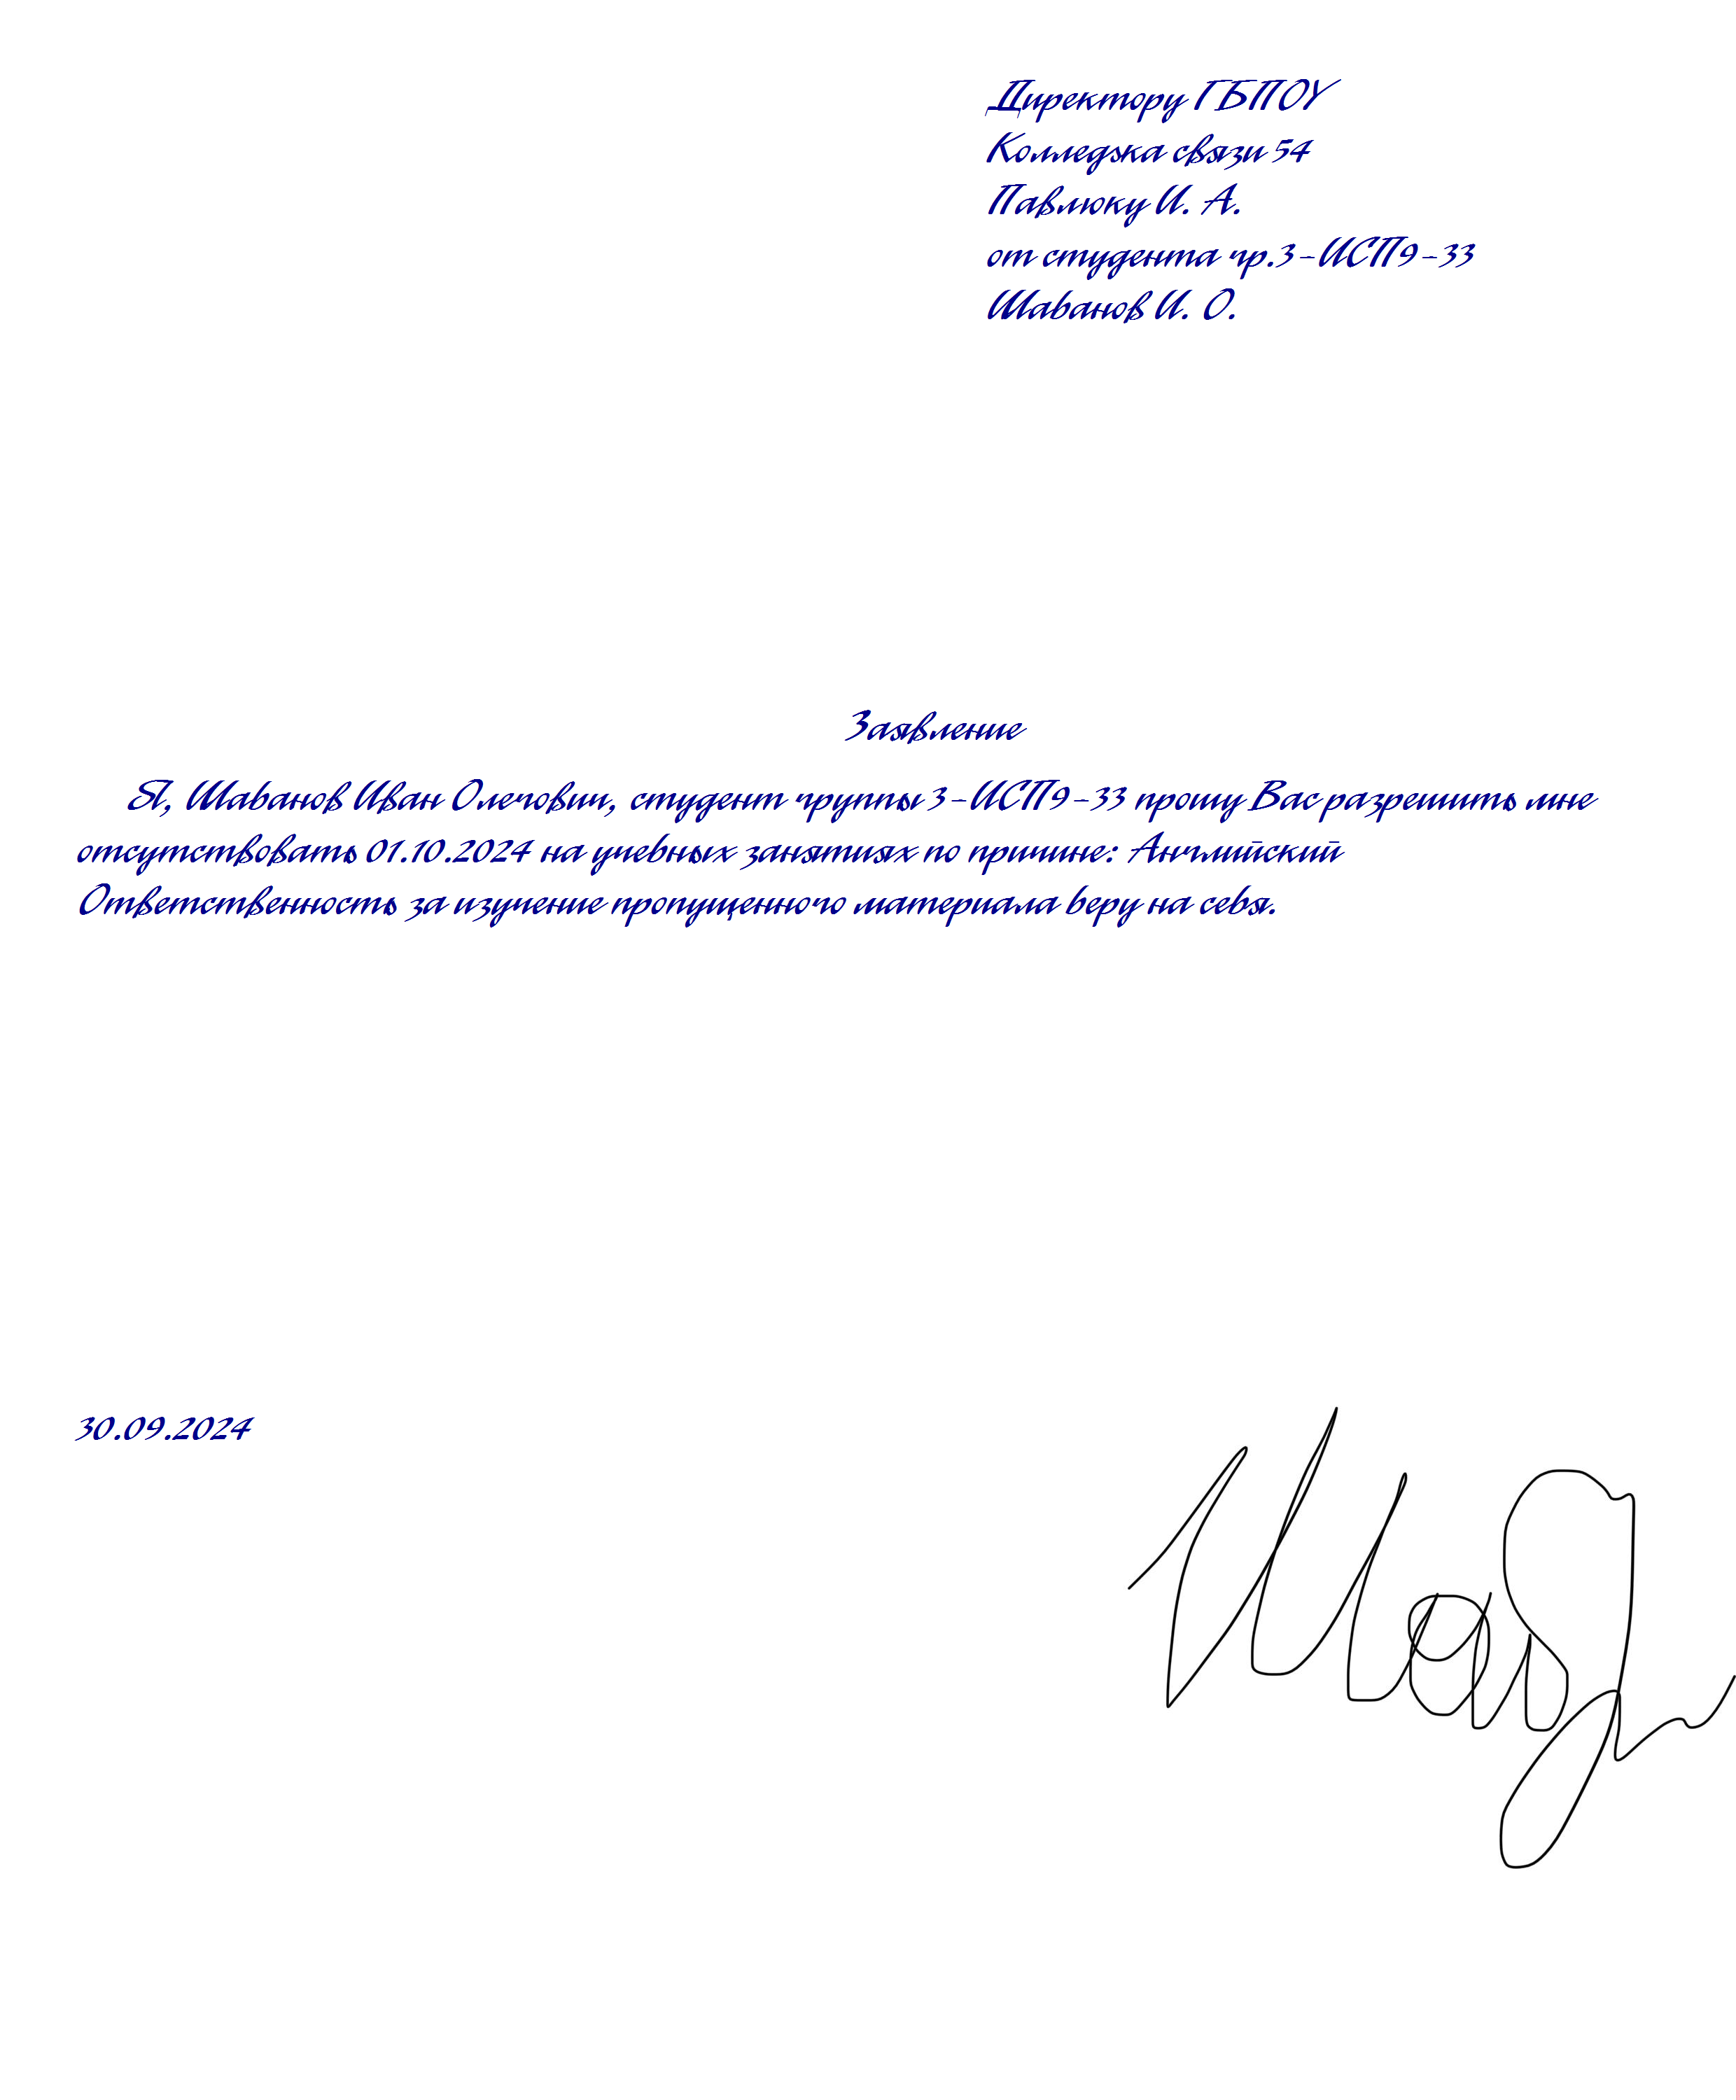 Директору ГБПОУ
Колледжа связи 54
Павлюку И. А.
от студента гр.3-ИСП9-33
Шабанов И. О.
Заявление
Я, Шабанов Иван Олегович, студент группы 3-ИСП9-33 прошу Вас разрешить мне
отсутствовать 01.10.2024 на учебных занятиях по причине: Английский
Ответственность за изучение пропущенного материала беру на себя.
30.09.2024